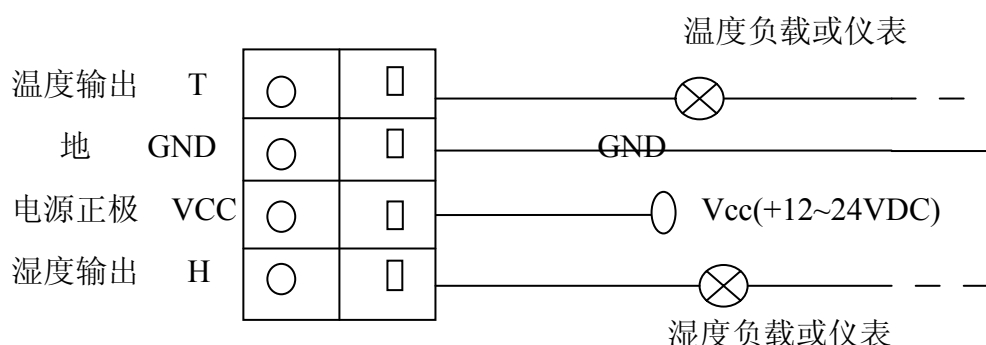 温度负载或仪表
温度输出 T
地 GND GND
电源正极 VCC Vcc(+12~24VDC)
湿度输出 H
湿度负载或仪表